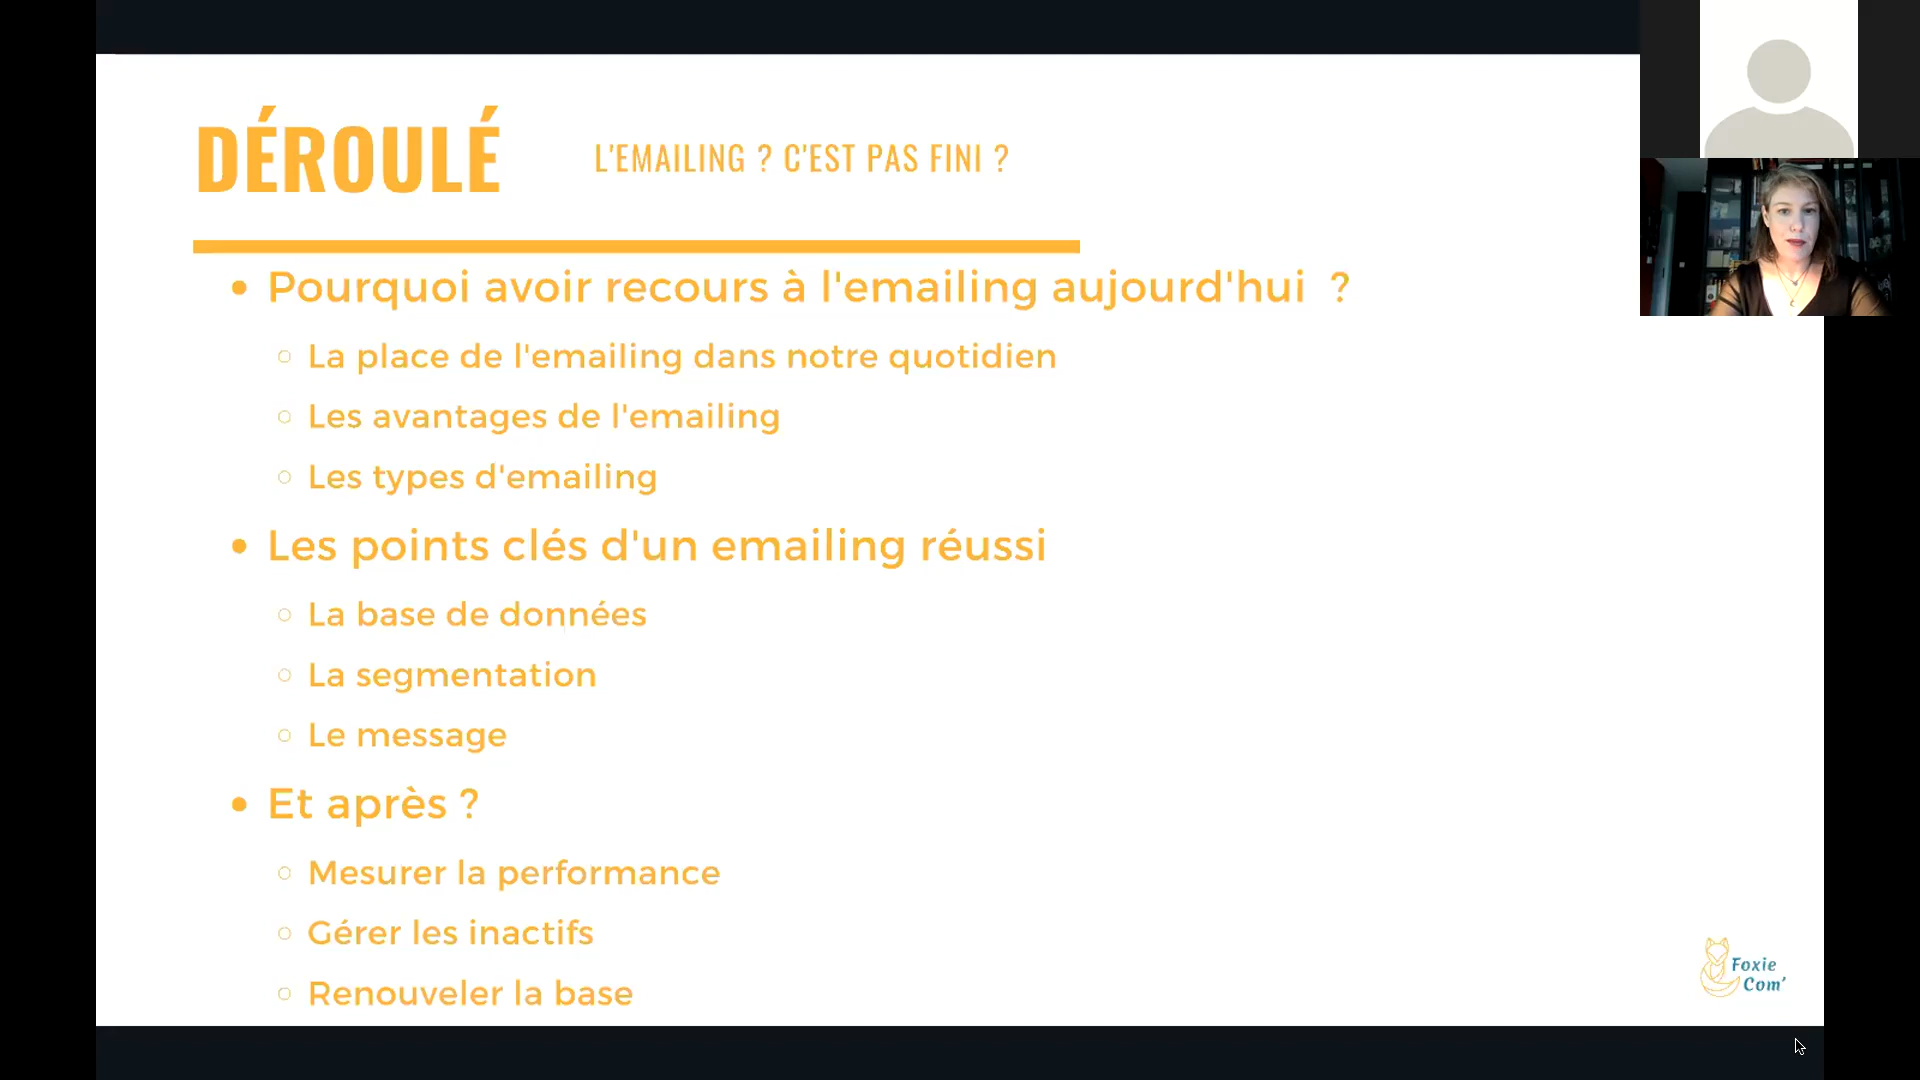 DÉROULÉ
L'EMAILING ? C'EST PAS FINI ?
Pourquoi avoir recours à l'emailing aujourd'hui ?
La place de l'emailing dans notre quotidien
Les avantages de l'emailing
Les types d'emailing
Les points clés d'un emailing réussi
La base de données
La segmentation
Le message
Et après ?
Mesurer la performance
Gérer les inactifs
Renouveler la base
Foxie
Com'